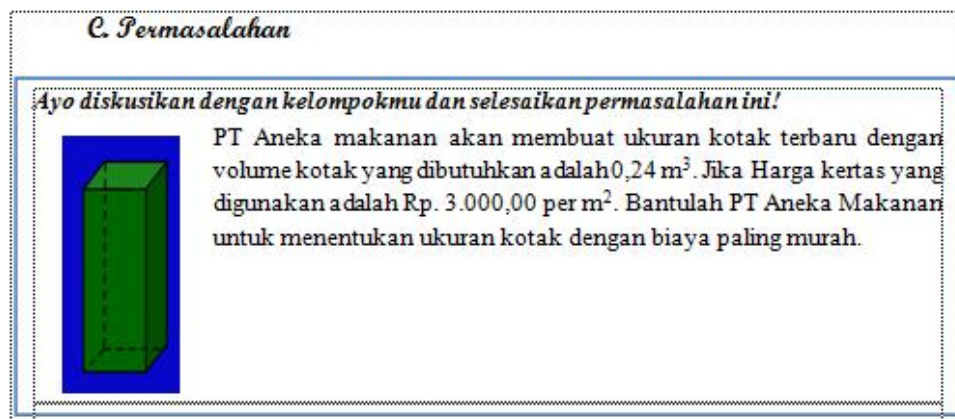 C. Permasalahan
Ayo diskusikan dengan kelompokmu dan selesaikan permasalahan ini!
PT Aneka makanan akan membuat ukuran kotak terbaru dengan
volume kotak yang dibutuhkan adalah 0,24 m³. Jika Harga kertas yang
digunakan adalah Rp. 3.000,00 per m². Bantulah PT Aneka Makanan
untuk menentukan ukuran kotak dengan biaya paling murah.